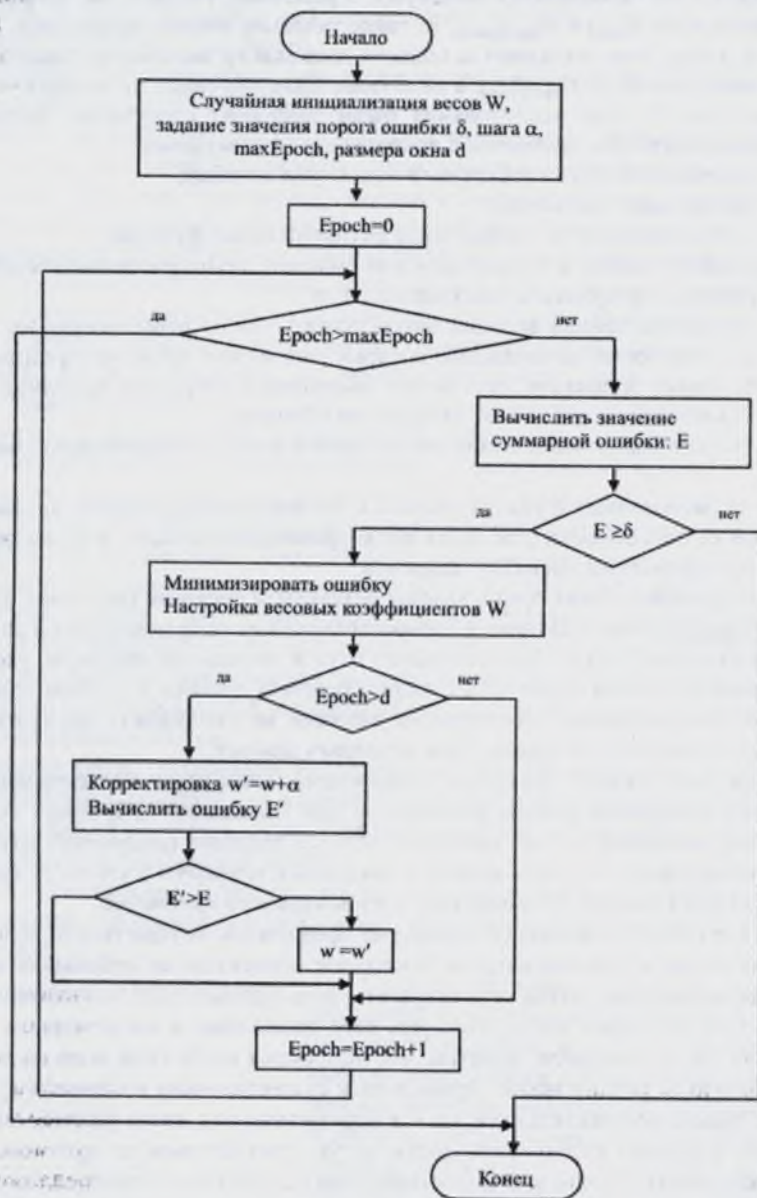 Начало
Случайная инициализация весов W,
задание значения порога ошибки δ, шага α,
maxEpoch, размера окна d
Epoch=0
да
Epoch>maxEpoch
нет
Вычислить значение
суммарной ошибки: E
да
E ≥δ
нет
Минимизировать ошибку
Настройка весовых коэффициентов W
да
Epoch>d
нет
Корректировка w'=w+α
Вычислить ошибку E'
E'>E
w=w'
Epoch=Epoch+1
Конец